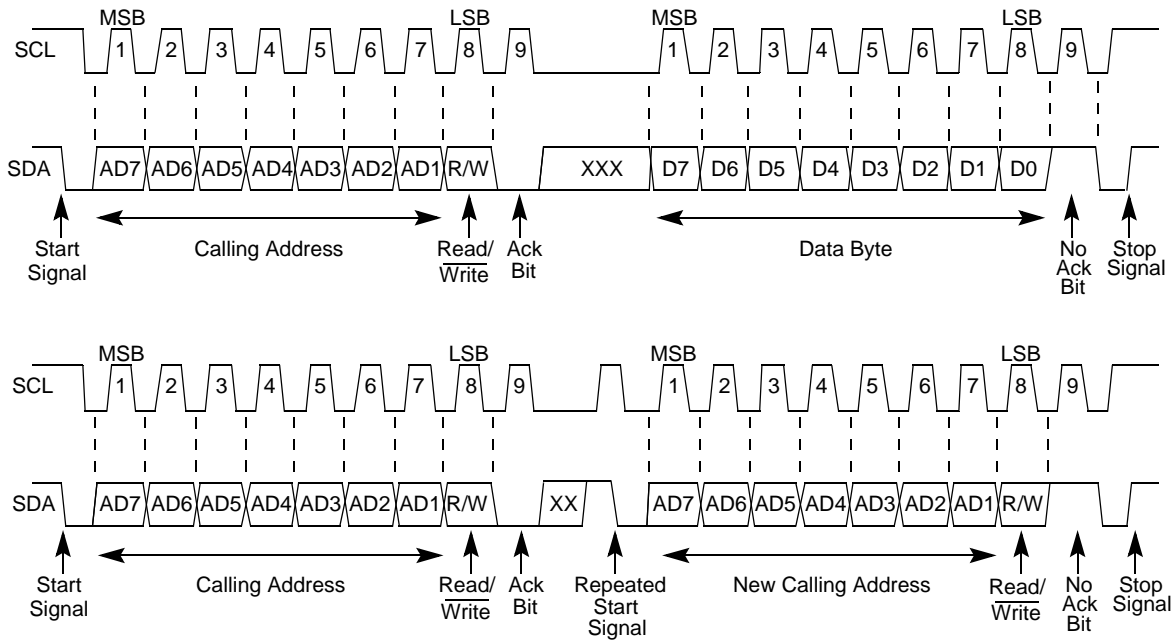 MSB LSB MSB LSB
SCL 1 2 3 4 5 6 7 8 9 1 2 3 4 5 6 7 8 9
SDA AD7 AD6 AD5 AD4 AD3 AD2 AD1 R/W XXX D7 D6 D5 D4 D3 D2 D1 D0
Start Signal
Calling Address
Read/ Write
Ack Bit
Data Byte
No Ack Bit
Stop Signal
MSB LSB MSB LSB
SCL 1 2 3 4 5 6 7 8 9 1 2 3 4 5 6 7 8 9
SDA AD7 AD6 AD5 AD4 AD3 AD2 AD1 R/W XX AD7 AD6 AD5 AD4 AD3 AD2 AD1 R/W
Start Signal
Calling Address
Read/ Write
Ack Bit
Repeated Start Signal
New Calling Address
Read/ Write
No Ack Bit
Stop Signal